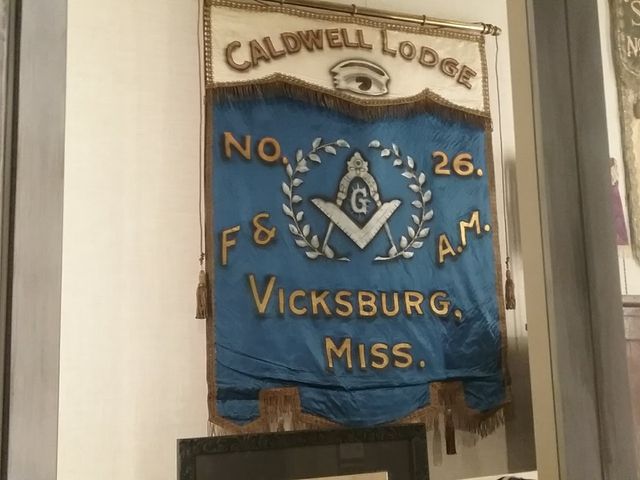 CALDWELL LODGE
NO. 26.
G
F & A.M.
VICKSBURG,
MISS.